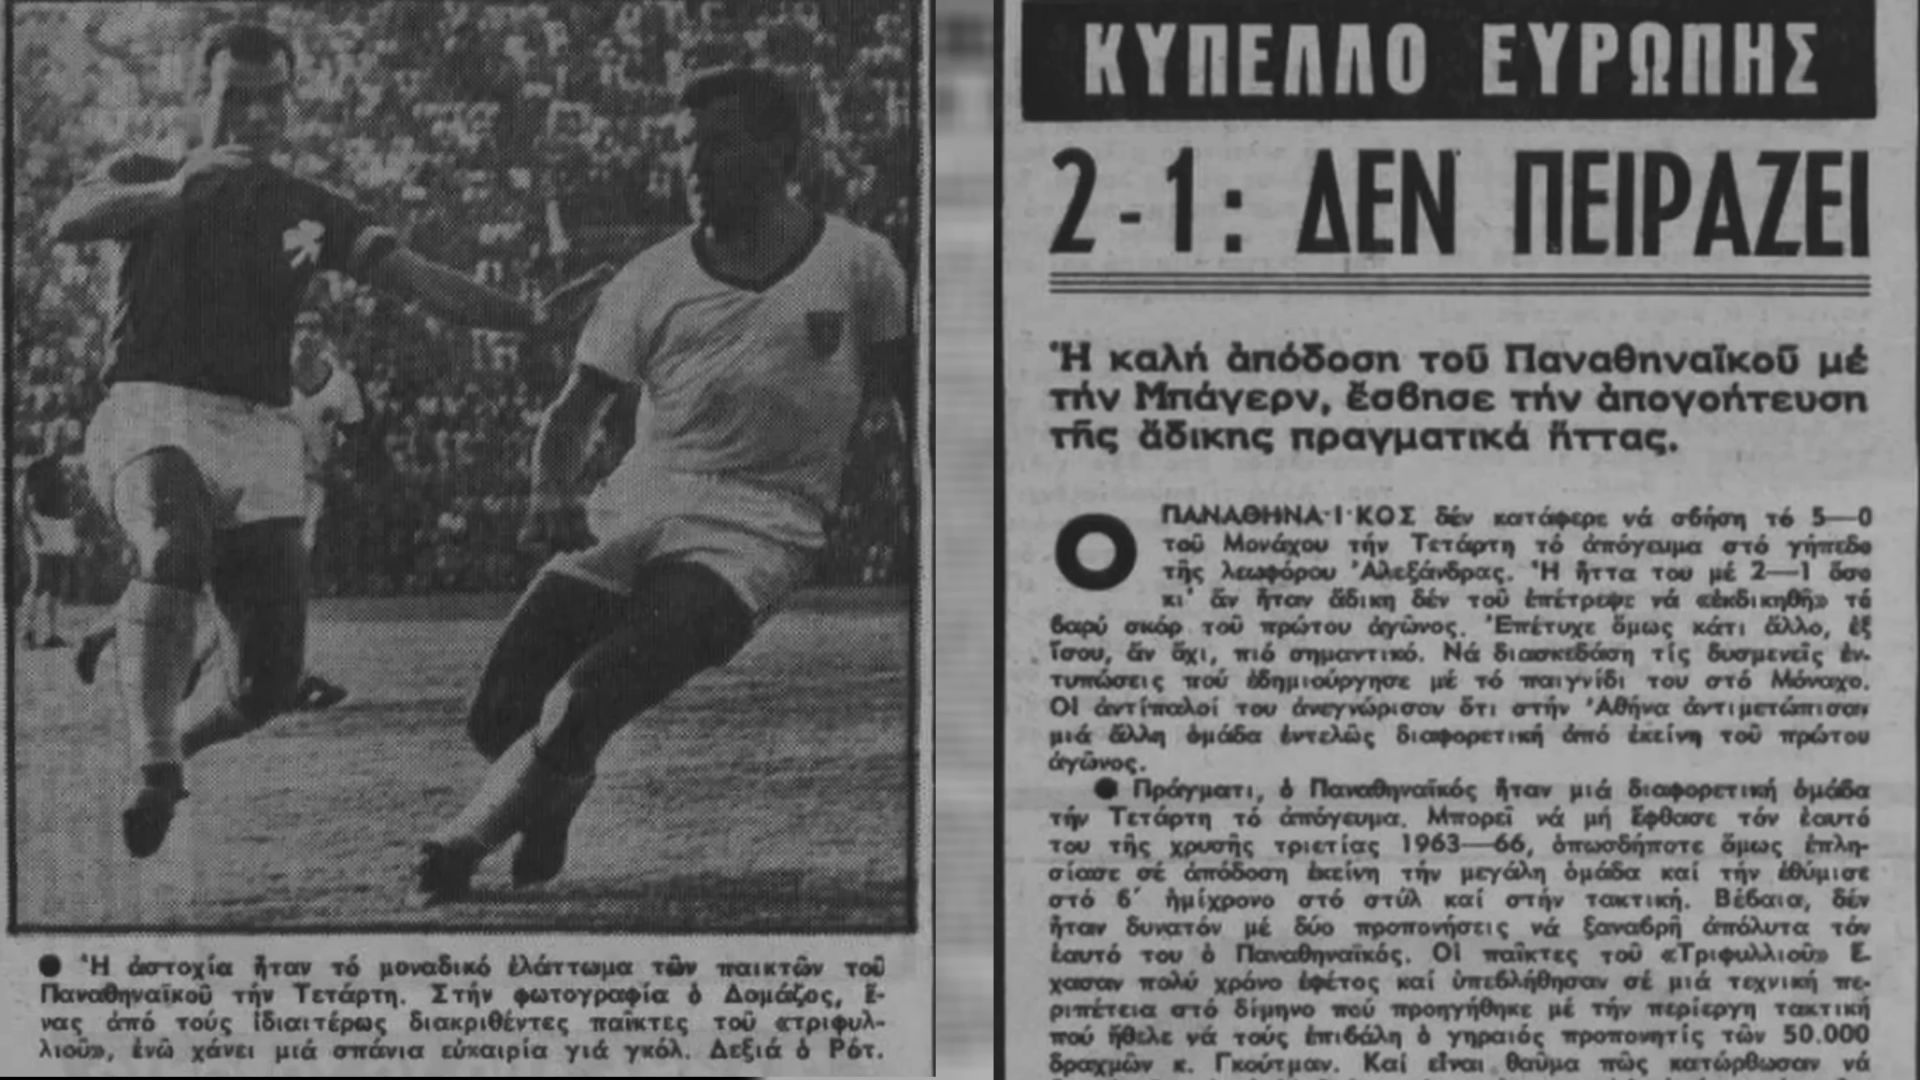 ● Ἡ ἀστοχία ἦταν τό μοναδικό ἐλάττωμα τῶν παικτῶν τοῦ
Παναθηναϊκοῦ τήν Τετάρτη. Στήν φωτογραφία ὁ Δομάζος, ἕ-
νας ἀπό τούς ἰδιαιτέρως διακριθέντες παῖκτες τοῦ «τριφυλ-
λιοῦ», ἐνῶ χάνει μιά σπάνια εὐκαιρία γιά γκόλ. Δεξιά ὁ Ρότ.
ΚΥΠΕΛΛΟ ΕΥΡΩΠΗΣ
2-1: ΔΕΝ ΠΕΙΡΑΖΕΙ
Ἡ καλή ἀπόδοση τοῦ Παναθηναϊκοῦ μέ
τήν Μπάγερν, ἔσβησε τήν ἀπογοήτευση
τῆς ἄδικης πραγματικά ἥττας.
Ο ΠΑΝΑΘΗΝΑ·Ι·ΚΟΣ δέν κατάφερε νά σβήση τό 5—0
τοῦ Μονάχου τήν Τετάρτη τό ἀπόγευμα στό γήπεδο
τῆς λεωφόρου Ἀλεξάνδρας. Ἡ ἥττα του μέ 2—1 ὅσο
κι' ἄν ἦταν ἄδικη δέν τοῦ ἐπέτρεψε νά «ἐκδικηθῆ» τό
βαρύ σκόρ τοῦ πρώτου ἀγῶνος. Ἐπέτυχε ὅμως κάτι ἄλλο, ἐξ
ἴσου, ἄν ὄχι, πιό σημαντικό. Νά διασκεδάση τίς δυσμενεῖς ἐν-
τυπώσεις πού ἐδημιούργησε μέ τό παιγνίδι του στό Μόναχο.
Οἱ ἀντίπαλοί του ἀνεγνώρισαν ὅτι στήν Ἀθήνα ἀντιμετώπισαν
μιά ἄλλη ὁμάδα ἐντελῶς διαφορετική ἀπό ἐκείνη τοῦ πρώτου
ἀγῶνος.
● Πράγματι, ὁ Παναθηναϊκός ἦταν μιά διαφορετική ὁμάδα
τήν Τετάρτη τό ἀπόγευμα. Μπορεῖ νά μή ἔφθασε τόν ἑαυτό
του τῆς χρυσῆς τριετίας 1963—66, ὁπωσδήποτε ὅμως ἐπλη-
σίασε σέ ἀπόδοση ἐκείνη τήν μεγάλη ὁμάδα καί τήν ἐθύμισε
στό β΄ ἡμίχρονο στό στύλ καί στήν τακτική. Βέβαια, δέν
ἦταν δυνατόν μέ δύο προπονήσεις νά ξαναβρῆ ἀπόλυτα τόν
ἑαυτό του ὁ Παναθηναϊκός. Οἱ παῖκτες τοῦ «Τριφυλλιοῦ» ἔ-
χασαν πολύ χρόνο ἐφέτος καί ὑπεβλήθησαν σέ μιά τεχνική πε-
ριπέτεια στό δίμηνο πού προηγήθηκε μέ τήν περίεργη τακτική
πού ἤθελε νά τούς ἐπιβάλη ὁ γηραιός προπονητίς τῶν 50.000
δραχμῶν κ. Γκούτμαν. Καί εἶναι θαῦμα πῶς κατώρθωσαν νά